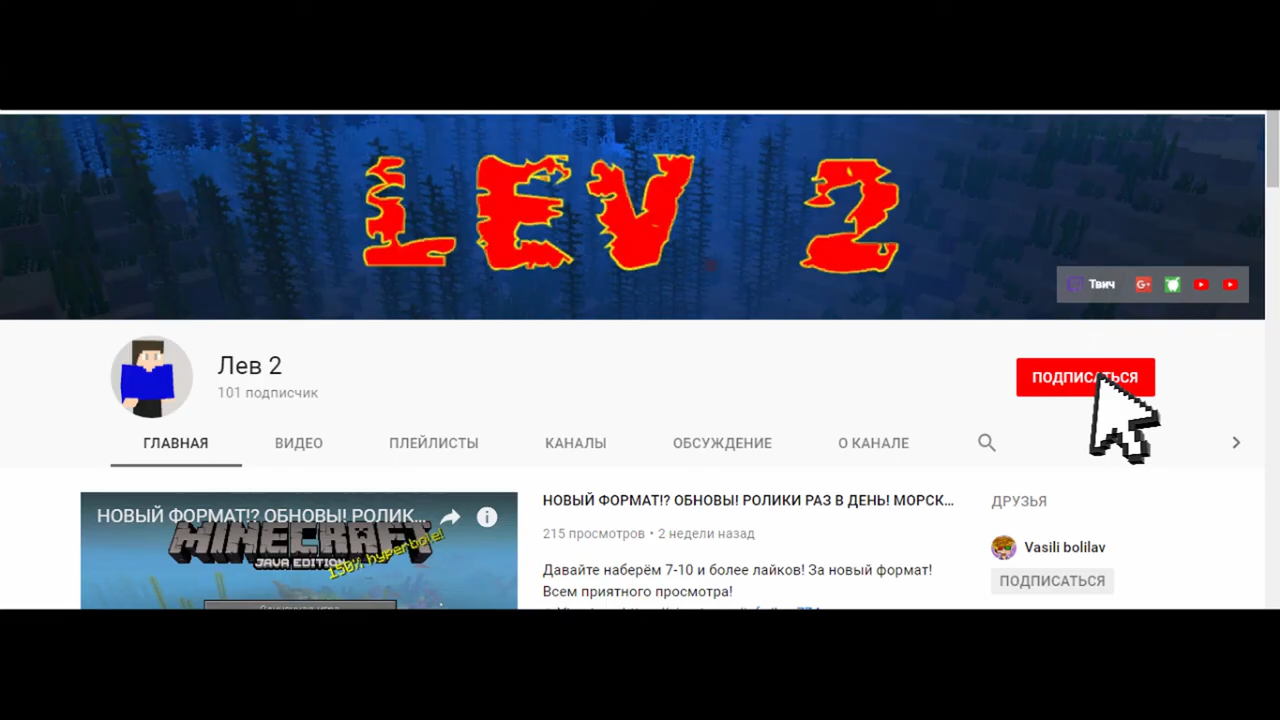 LEV 2
Твич
Лев 2
101 подписчик
ПОДПИСАТЬСЯ
ГЛАВНАЯ ВИДЕО ПЛЕЙЛИСТЫ КАНАЛЫ ОБСУЖДЕНИЕ О КАНАЛЕ
НОВЫЙ ФОРМАТ!? ОБНОВЫ! РОЛИК...
MINECRAFT
JAVA EDITION
150% hyperbole!
НОВЫЙ ФОРМАТ!? ОБНОВЫ! РОЛИКИ РАЗ В ДЕНЬ! МОРСК...
215 просмотров • 2 недели назад
Давайте наберём 7-10 и более лайков! За новый формат!
Всем приятного просмотра!
ДРУЗЬЯ
Vasili bolilav
ПОДПИСАТЬСЯ